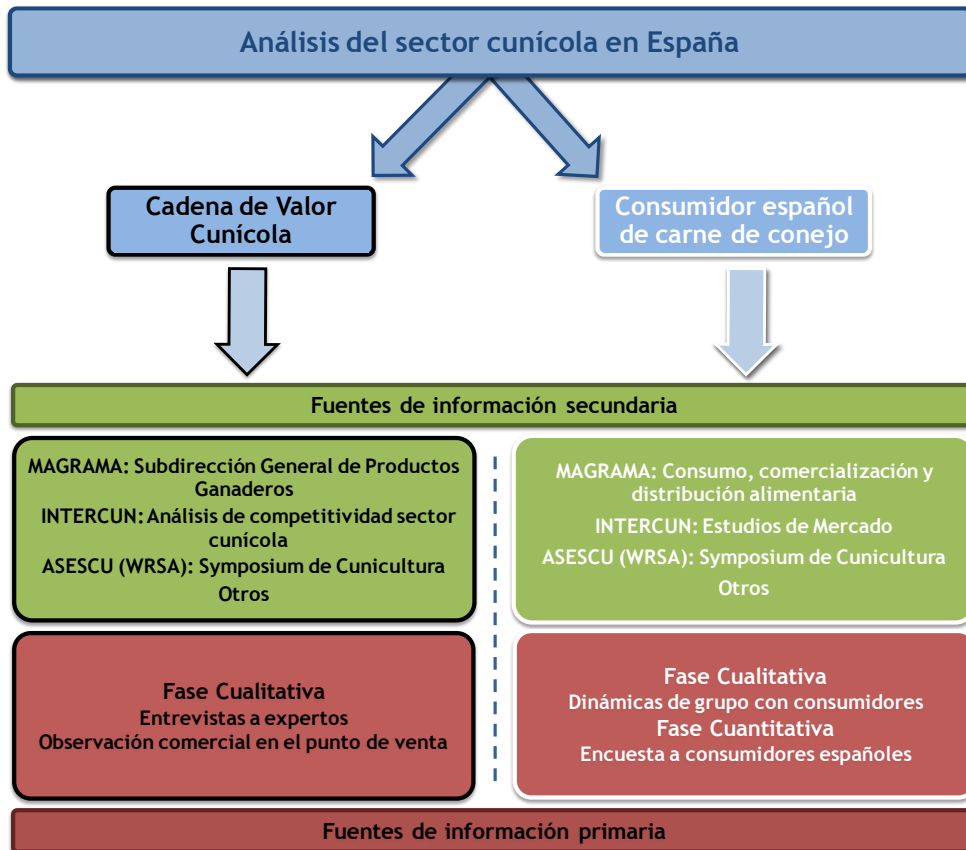 Análisis del sector cunícola en España
Cadena de Valor
Cunícola
Consumidor español
de carne de conejo
Fuentes de información secundaria
MAGRAMA: Subdirección General de Productos
Ganaderos
INTERCUN: Análisis de competitividad sector
cunícola
ASESCU (WRSA): Symposium de Cunicultura
Otros
MAGRAMA: Consumo, comercialización y
distribución alimentaria
INTERCUN: Estudios de Mercado
ASESCU (WRSA): Symposium de Cunicultura
Otros
Fase Cualitativa
Entrevistas a expertos
Observación comercial en el punto de venta
Fase Cualitativa
Dinámicas de grupo con consumidores
Fase Cuantitativa
Encuesta a consumidores españoles
Fuentes de información primaria